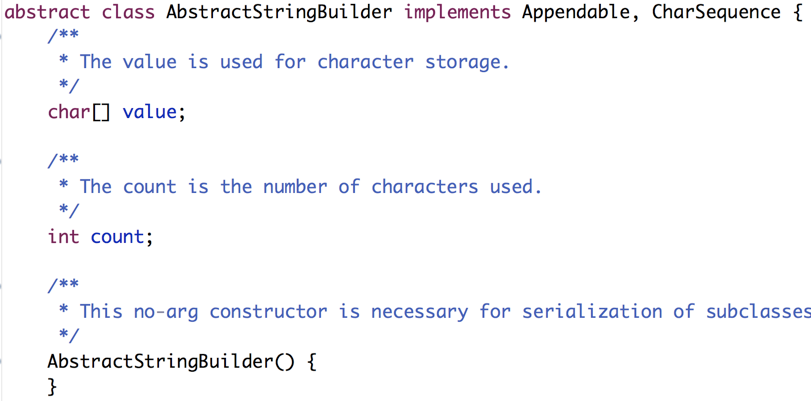 abstract class AbstractStringBuilder implements Appendable, CharSequence {
    /**
     * The value is used for character storage.
     */
    char[] value;

    /**
     * The count is the number of characters used.
     */
    int count;

    /**
     * This no-arg constructor is necessary for serialization of subclasses
     */
    AbstractStringBuilder() {
    }